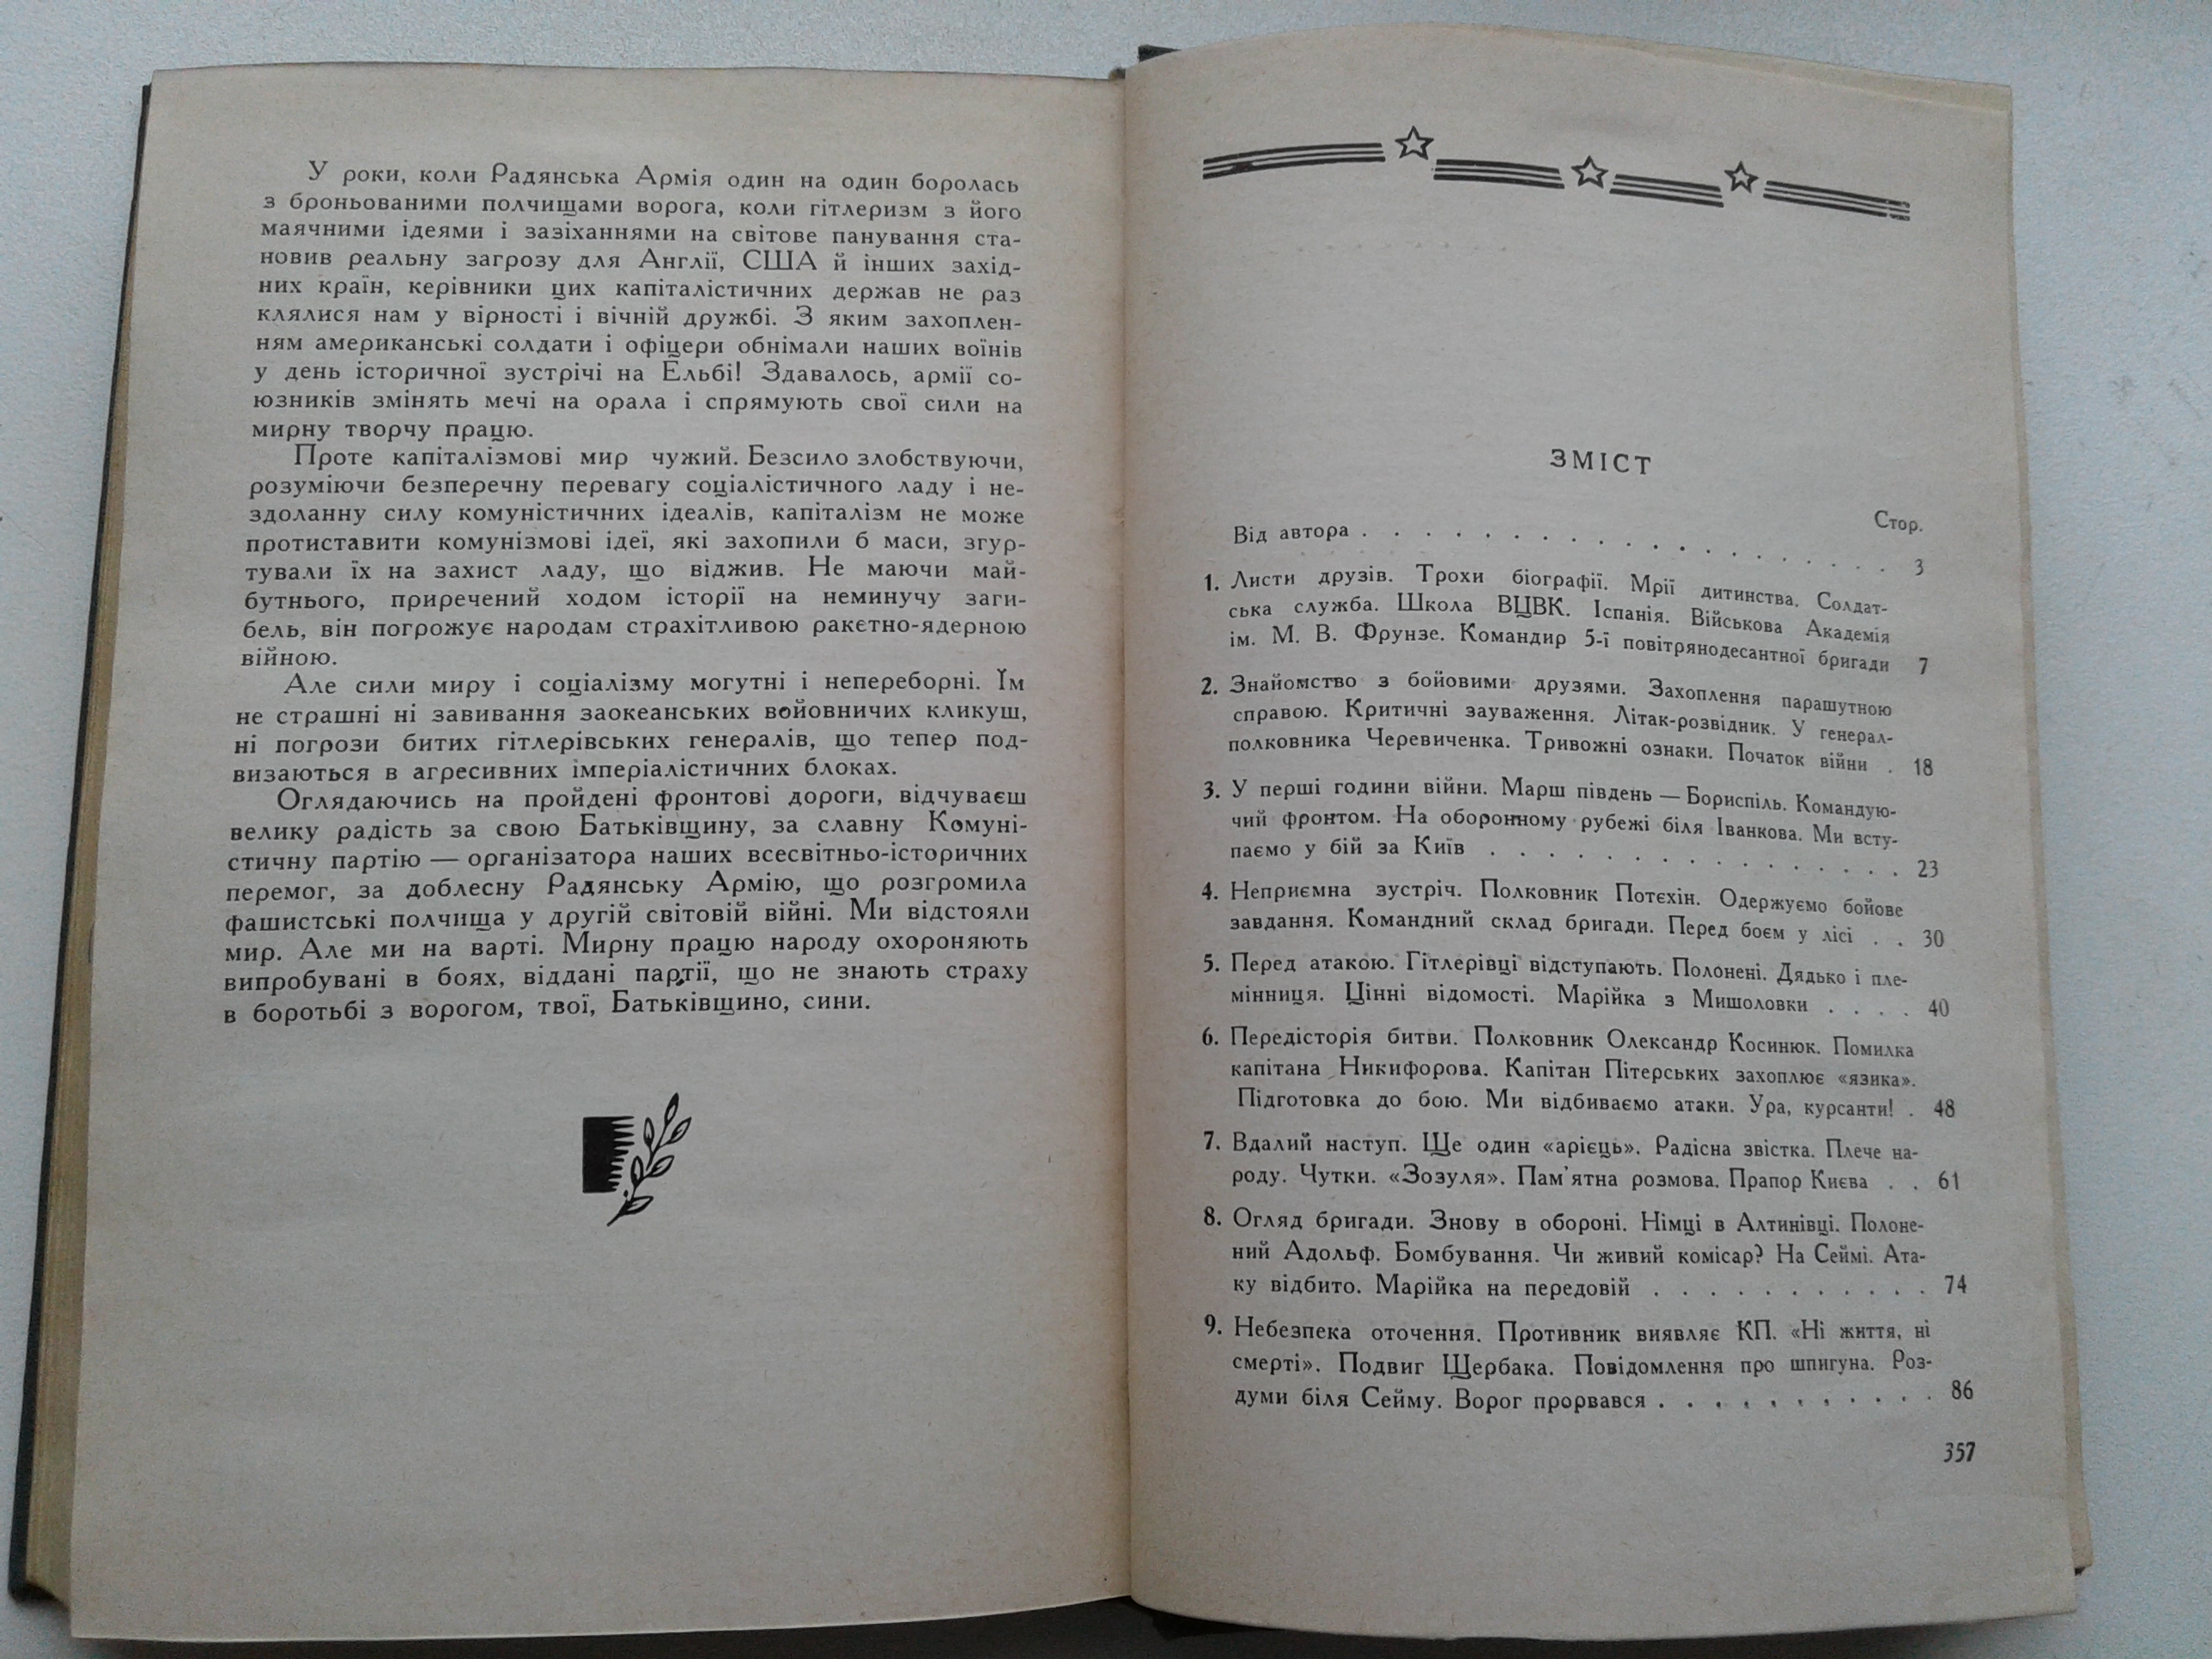 У роки, коли Радянська Армія один на один боролась
з броньованими полчищами ворога, коли гітлеризм з його
маячними ідеями і зазіханнями на світове панування ста-
новив реальну загрозу для Англії, США й інших захід-
них країн, керівники цих капіталістичних держав не раз
клялися нам у вірності і вічній дружбі. З яким захоплен-
ням американські солдати і офіцери обнімали наших воїнів
у день історичної зустрічі на Ельбі! Здавалось, армії со-
юзників змінять мечі на орала і спрямують свої сили на
мирну творчу працю.
Проте капіталізмові мир чужий. Безсило злобствуючи,
розуміючи безперечну перевагу соціалістичного ладу і не-
здоланну силу комуністичних ідеалів, капіталізм не може
протиставити комунізмові ідеї, які захопили б маси, згур-
тували їх на захист ладу, що віджив. Не маючи май-
бутнього, приречений ходом історії на неминучу заги-
бель, він погрожує народам страхітливою ракетно-ядерною
війною.
Але сили миру і соціалізму могутні і непереборні. Їм
не страшні ні завивання заокеанських войовничих кликуш,
ні погрози битих гітлерівських генералів, що тепер под-
визаються в агресивних імперіалістичних блоках.
Оглядаючись на пройдені фронтові дороги, відчуваєш
велику радість за свою Батьківщину, за славну Комуні-
стичну партію — організатора наших всесвітньо-історичних
перемог, за доблесну Радянську Армію, що розгромила
фашистські полчища у другій світовій війні. Ми відстояли
мир. Але ми на варті. Мирну працю народу охороняють
випробувані в боях, віддані партії, що не знають страху
в боротьбі з ворогом, твої, Батьківщино, сини.
ЗМІСТ
Стор.
Від автора . . . . . . . . . . . . . . . . . . . 3
1. Листи друзів. Трохи біографії. Мрії дитинства. Солдат-
ська служба. Школа ВЦВК. Іспанія. Військова Академія
ім. М. В. Фрунзе. Командир 5-ї повітрянодесантної бригади 7
2. Знайомство з бойовими друзями. Захоплення парашутною
справою. Критичні зауваження. Літак-розвідник. У генерал-
полковника Черевиченка. Тривожні ознаки. Початок війни . 18
3. У перші години війни. Марш південь — Бориспіль. Командую-
чий фронтом. На оборонному рубежі біля Іванкова. Ми всту-
паємо у бій за Київ . . . . . . . . . . . . . . . 23
4. Неприємна зустріч. Полковник Потєхін. Одержуємо бойове
завдання. Командний склад бригади. Перед боєм у лісі . . 30
5. Перед атакою. Гітлерівці відступають. Полонені. Дядько і пле-
мінниця. Цінні відомості. Марійка з Мишоловки . . . . 40
6. Передісторія битви. Полковник Олександр Косинюк. Помилка
капітана Никифорова. Капітан Пітерських захоплює «язика».
Підготовка до бою. Ми відбиваємо атаки. Ура, курсанти! . 48
7. Вдалий наступ. Ще один «арієць». Радісна звістка. Плече на-
роду. Чутки. «Зозуля». Пам'ятна розмова. Прапор Києва . . 61
8. Огляд бригади. Знову в обороні. Німці в Алтинівці. Полоне-
ний Адольф. Бомбування. Чи живий комісар? На Сеймі. Ата-
ку відбито. Марійка на передовій . . . . . . . . . . 74
9. Небезпека оточення. Противник виявляє КП. «Ні життя, ні
смерті». Подвиг Щербака. Повідомлення про шпигуна. Роз-
думи біля Сейму. Ворог прорвався . . . . . . . . . . 86
357